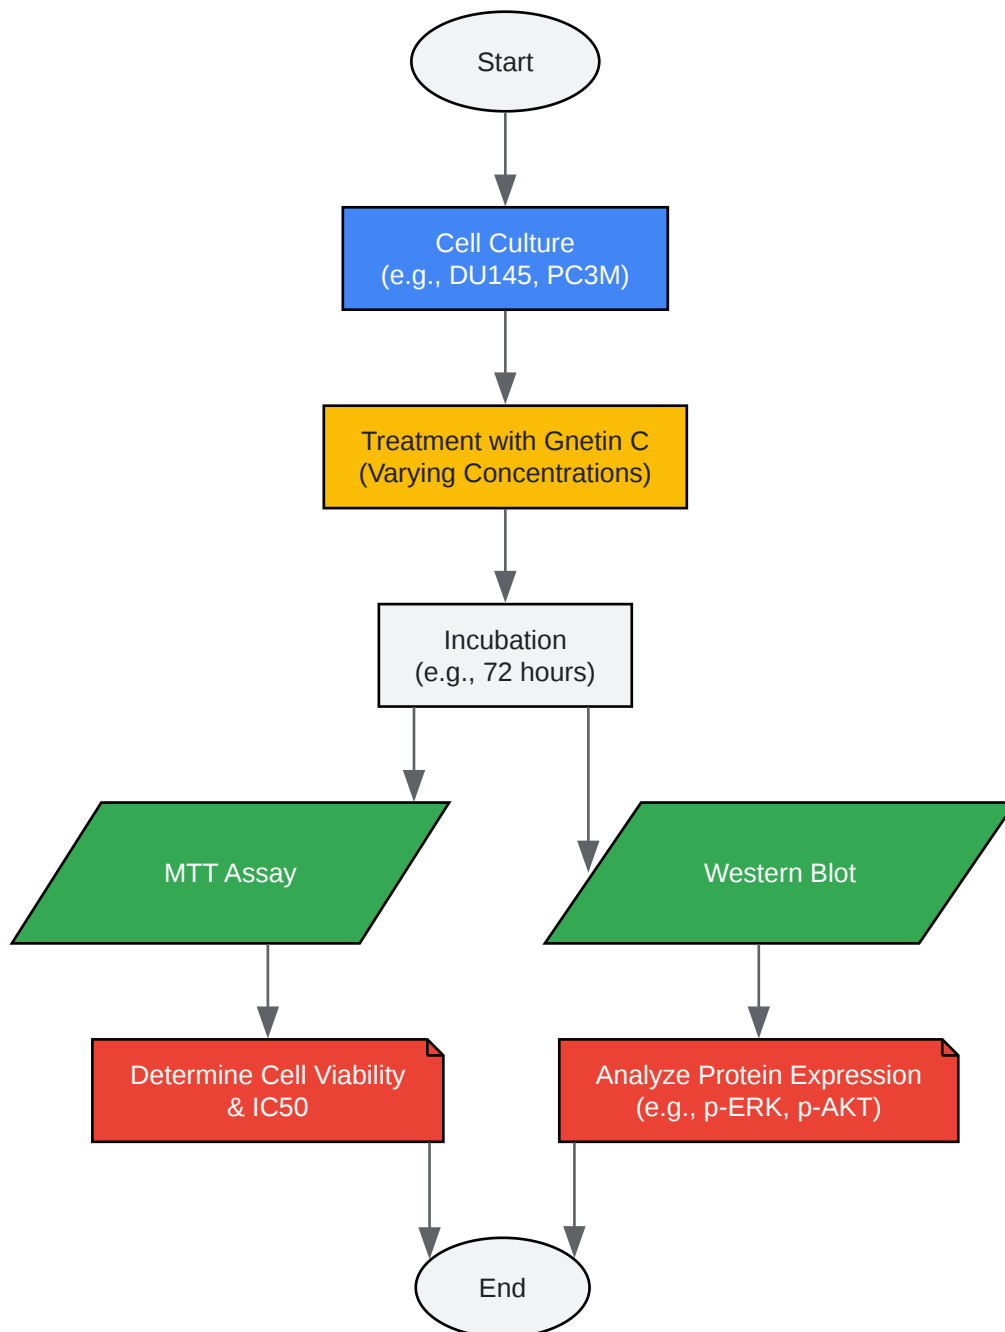 Start
Cell Culture
(e.g., DU145, PC3M)
Treatment with Gnetin C
(Varying Concentrations)
Incubation
(e.g., 72 hours)
MTT Assay
Western Blot
Determine Cell Viability
& IC50
Analyze Protein Expression
(e.g., p-ERK, p-AKT)
End